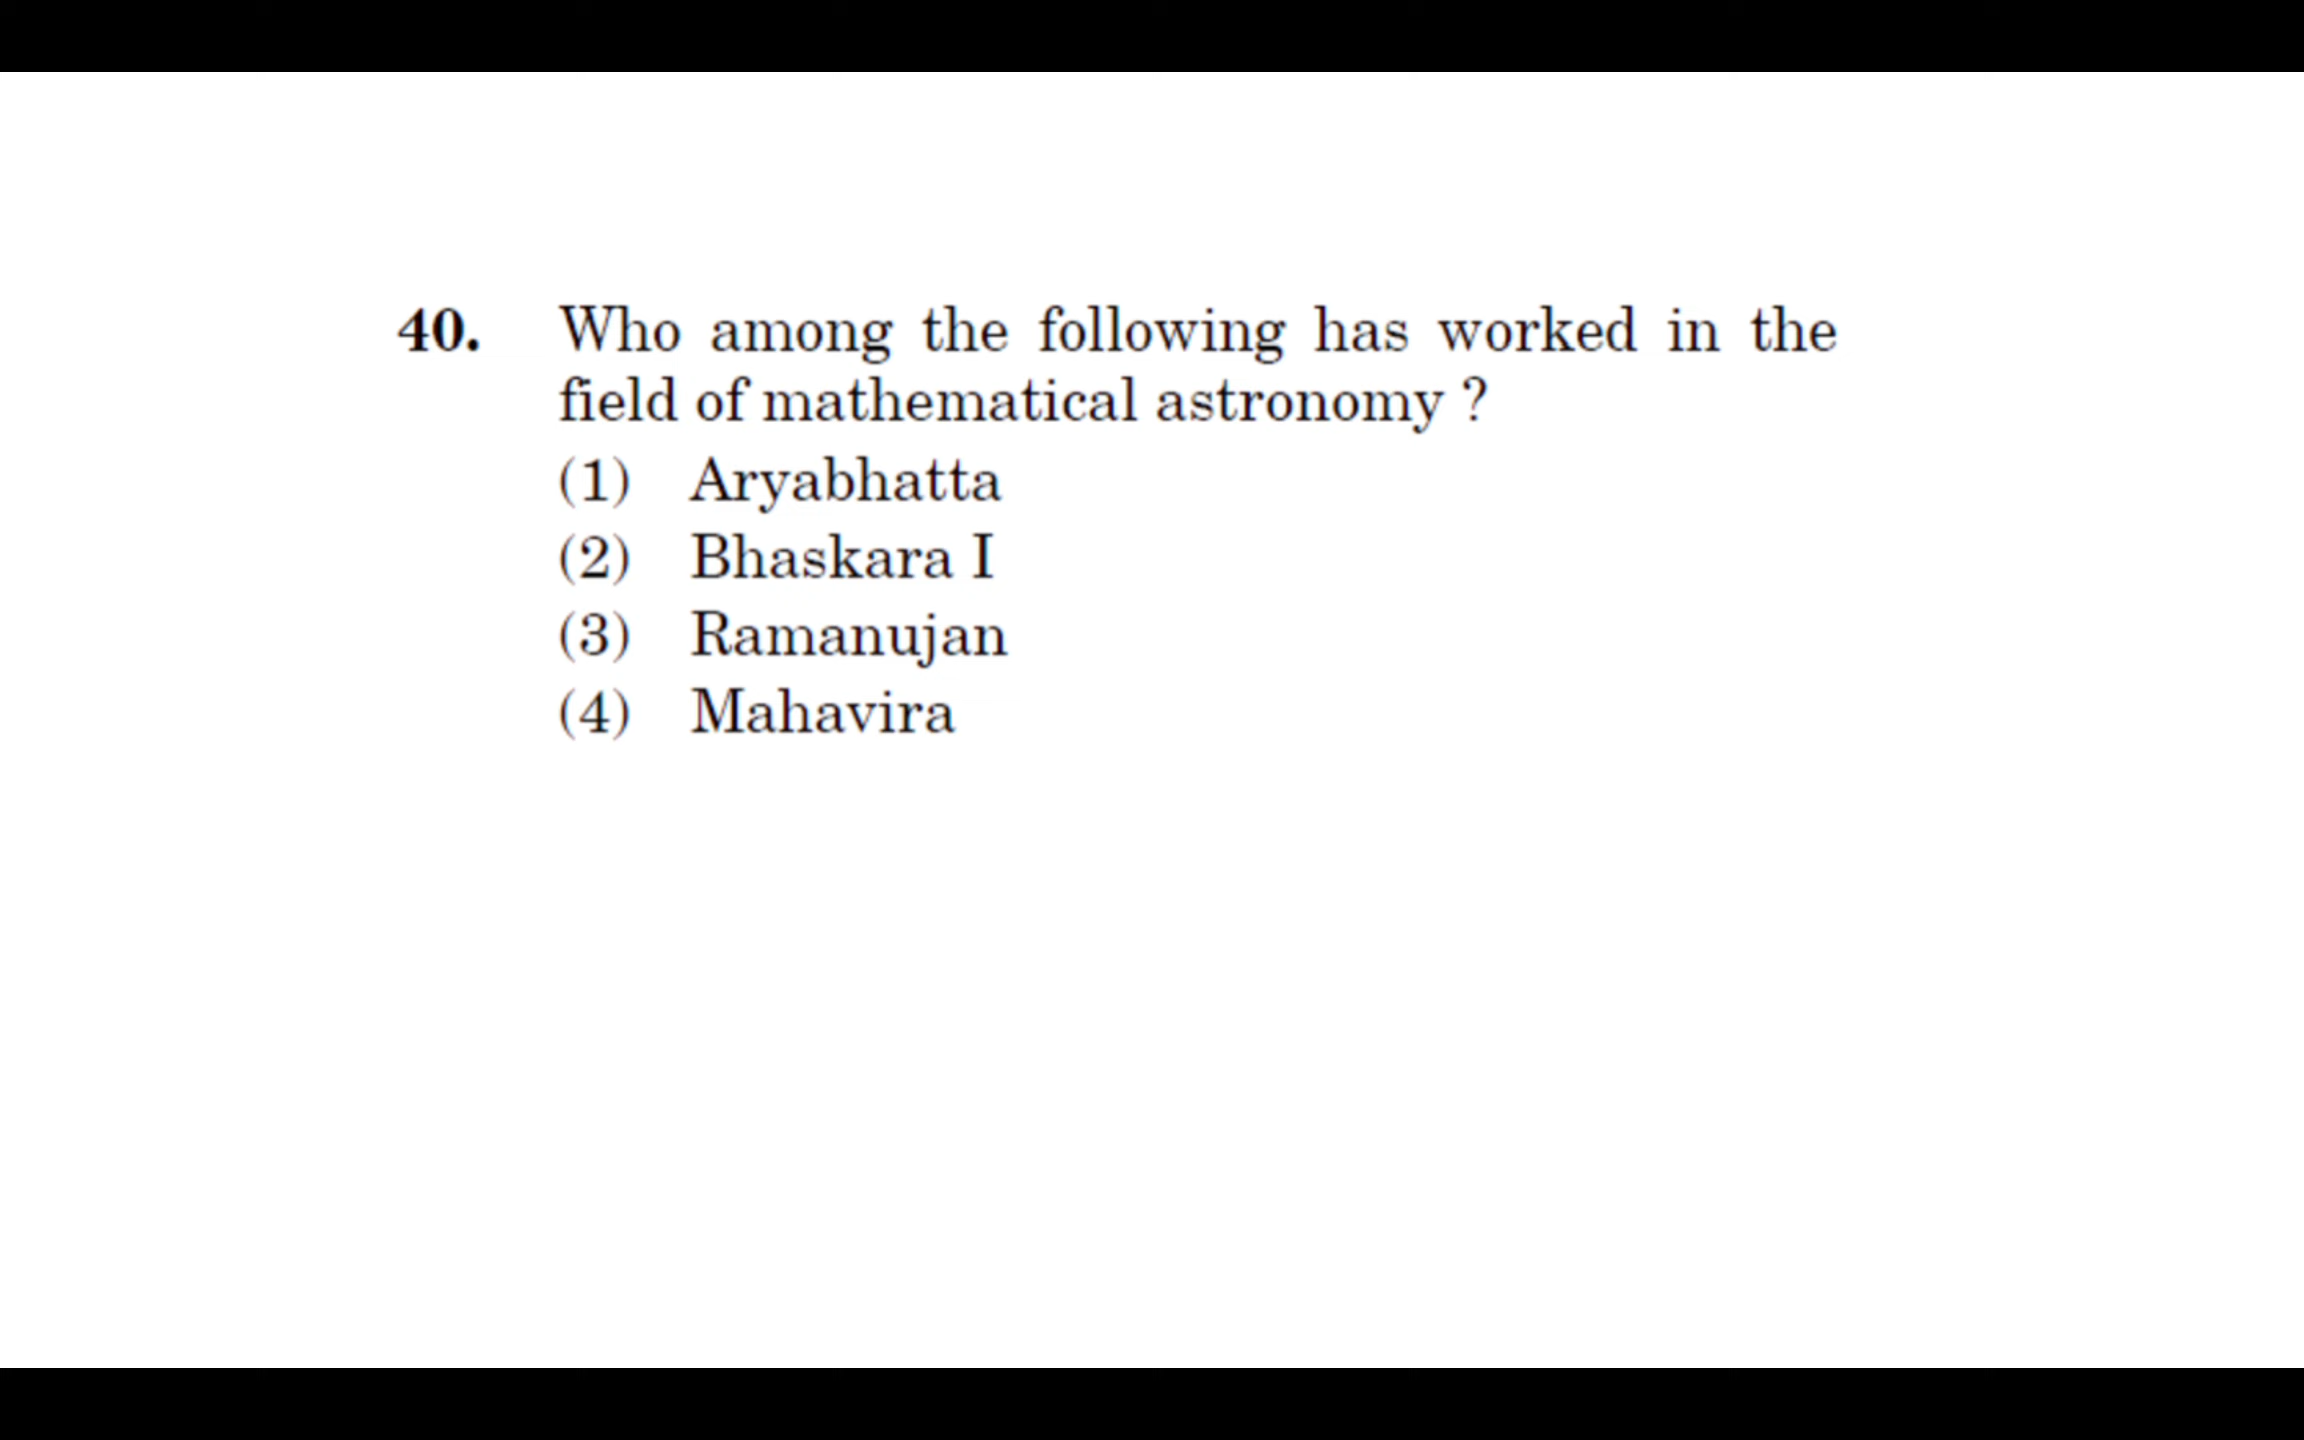 40. Who among the following has worked in the
field of mathematical astronomy ?
(1) Aryabhatta
(2) Bhaskara I
(3) Ramanujan
(4) Mahavira